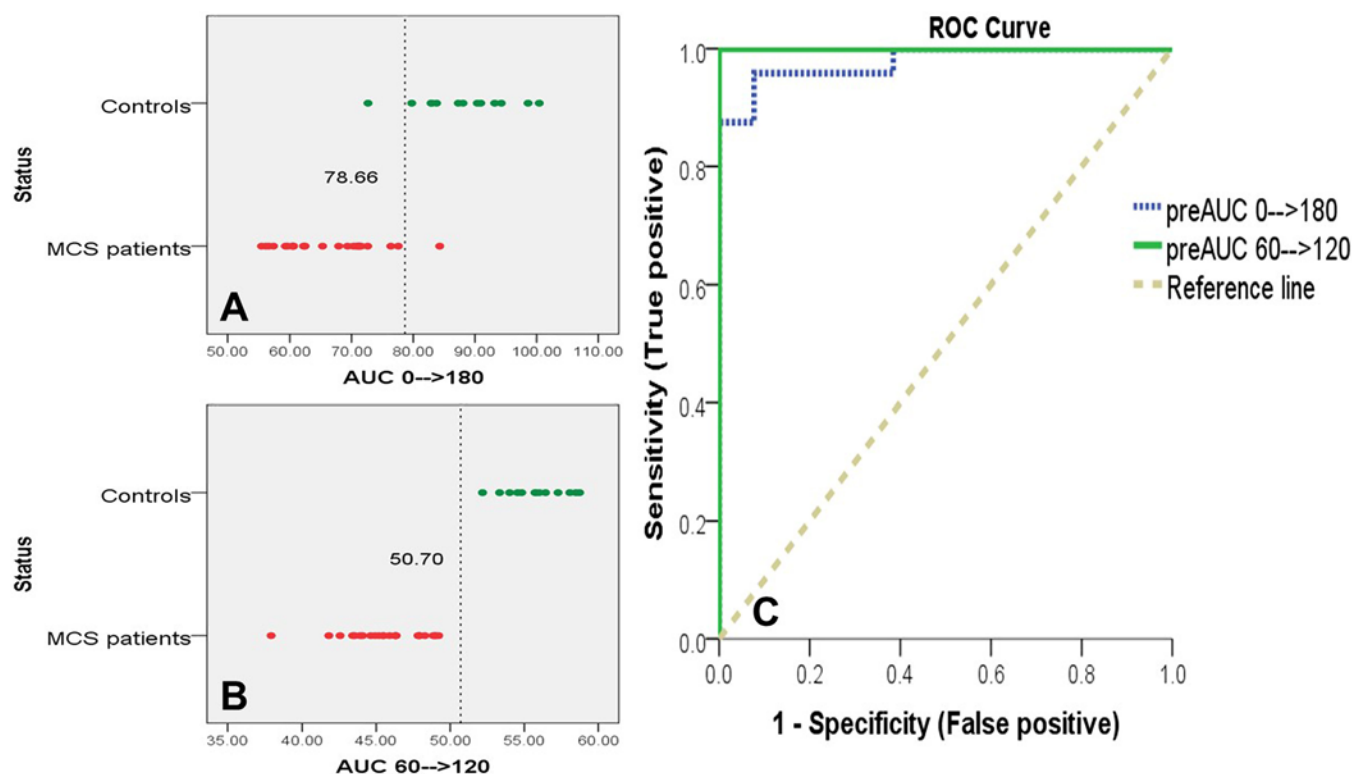 Status
Controls
78.66
MCS patients
A
50.00 60.00 70.00 80.00 90.00 100.00 110.00
AUC 0-->180
Status
Controls
50.70
MCS patients
B
35.00 40.00 45.00 50.00 55.00 60.00
AUC 60-->120
ROC Curve
Sensitivity (True positive)
1.0
0.8
0.6
0.4
0.2
0.0
C
0.0 0.2 0.4 0.6 0.8 1.0
1 - Specificity (False positive)
preAUC 0-->180
preAUC 60-->120
Reference line